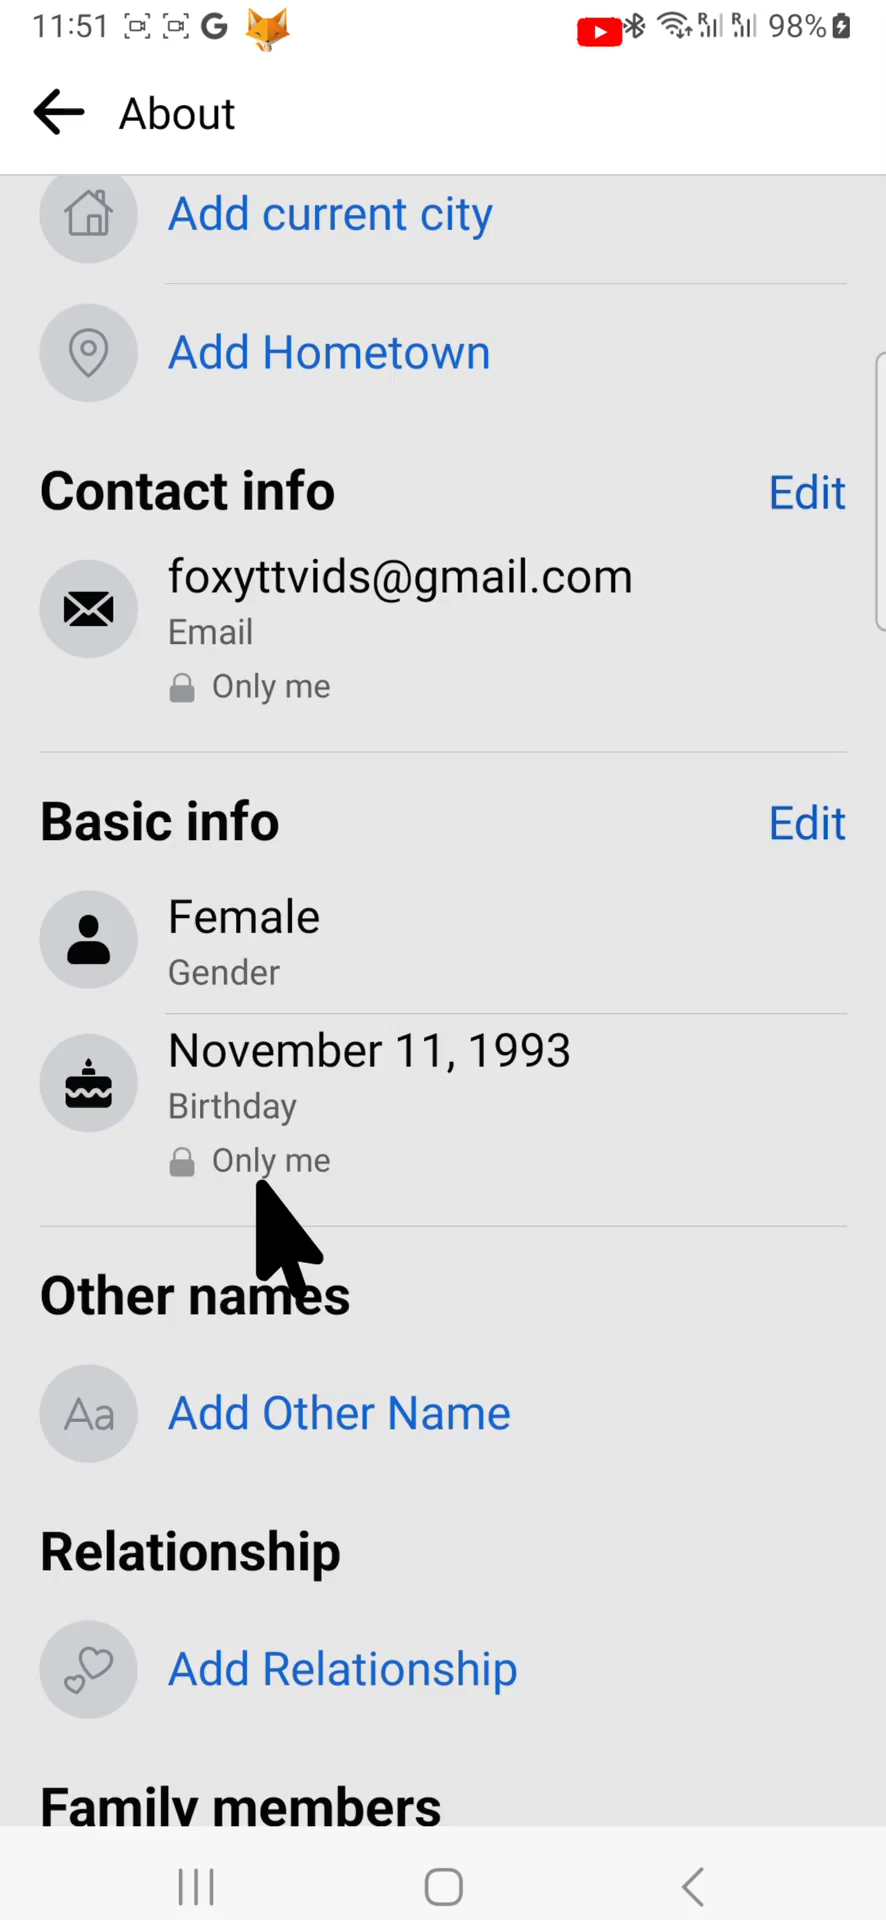 11:51 G 98%
About
Add current city
Add Hometown
Contact info Edit
foxyttvids@gmail.com
Email
Only me
Basic info Edit
Female
Gender
November 11, 1993
Birthday
Only me
Other names
Aa Add Other Name
Relationship
Add Relationship
Family members